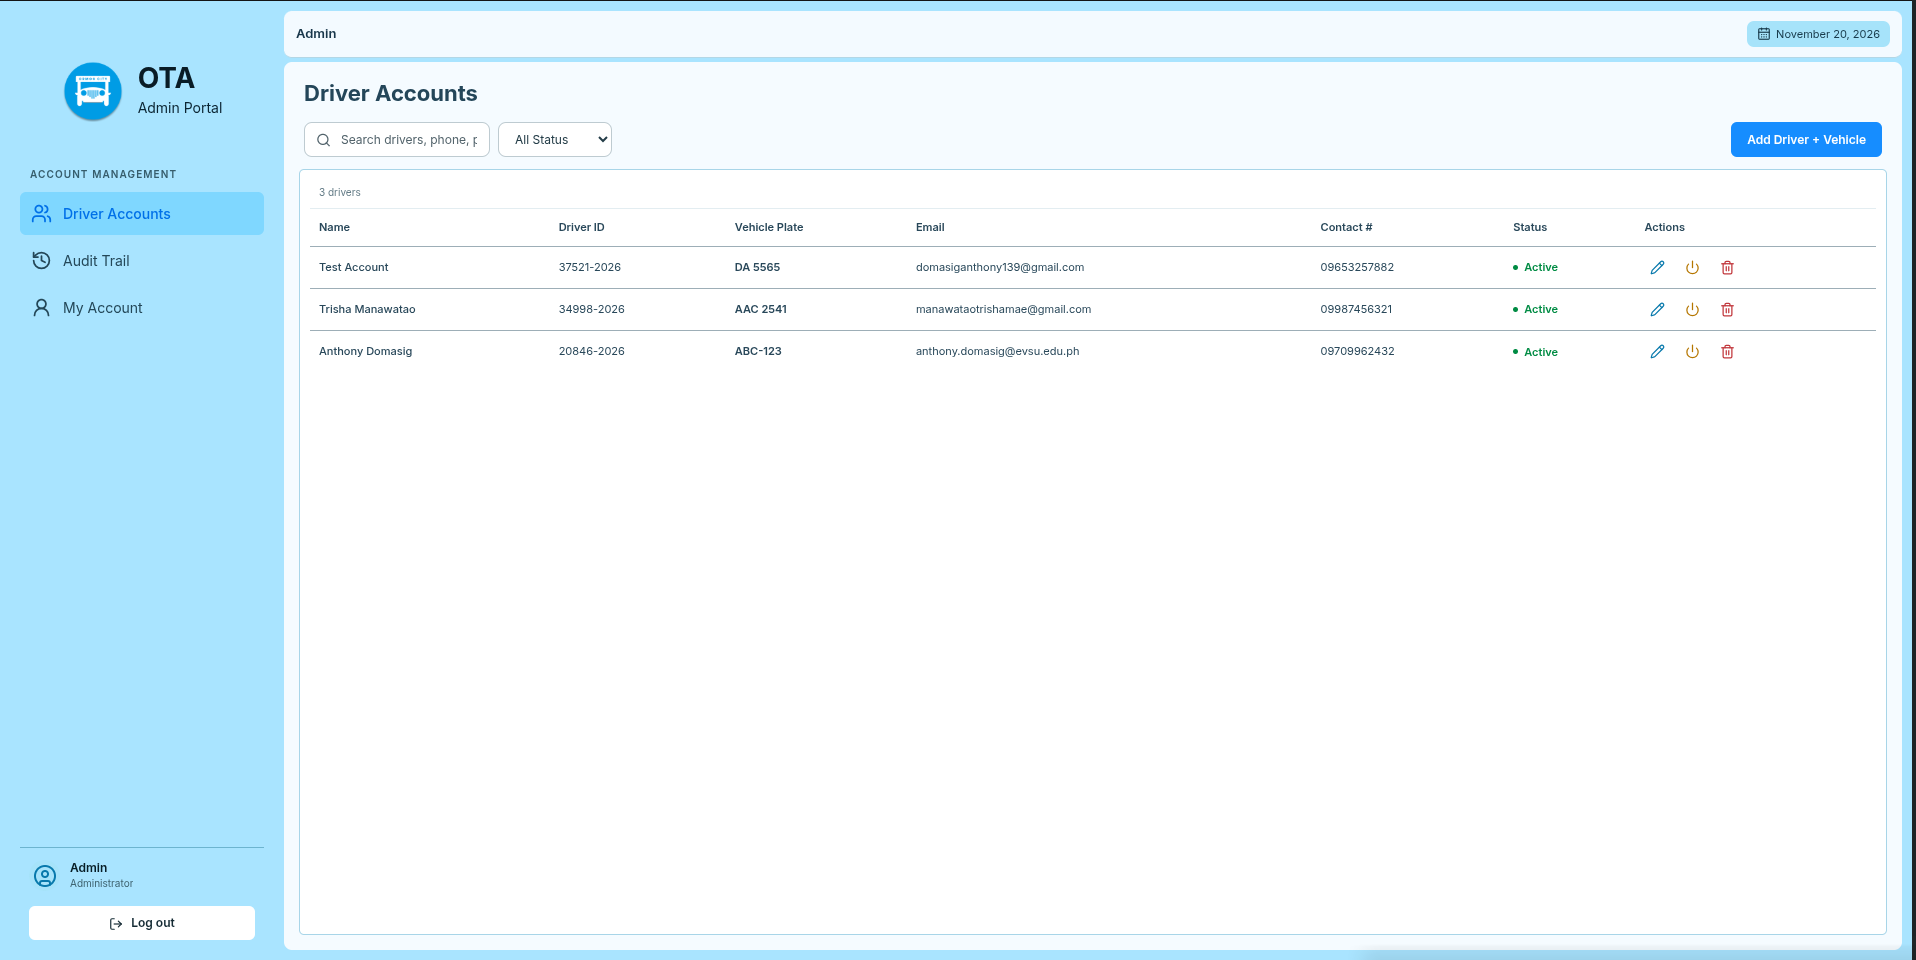 OTA
Admin Portal
ACCOUNT MANAGEMENT
Driver Accounts
Audit Trail
My Account
Admin
Administrator
Log out
Admin
November 20, 2026
Driver Accounts
Search drivers, phone, p
All Status
Add Driver + Vehicle
3 drivers
Name Driver ID Vehicle Plate Email Contact # Status Actions
Test Account 37521-2026 DA 5565 domasiganthony139@gmail.com 09653257882 Active
Trisha Manawatao 34998-2026 AAC 2541 manawataotrishamae@gmail.com 09987456321 Active
Anthony Domasig 20846-2026 ABC-123 anthony.domasig@evsu.edu.ph 09709962432 Active